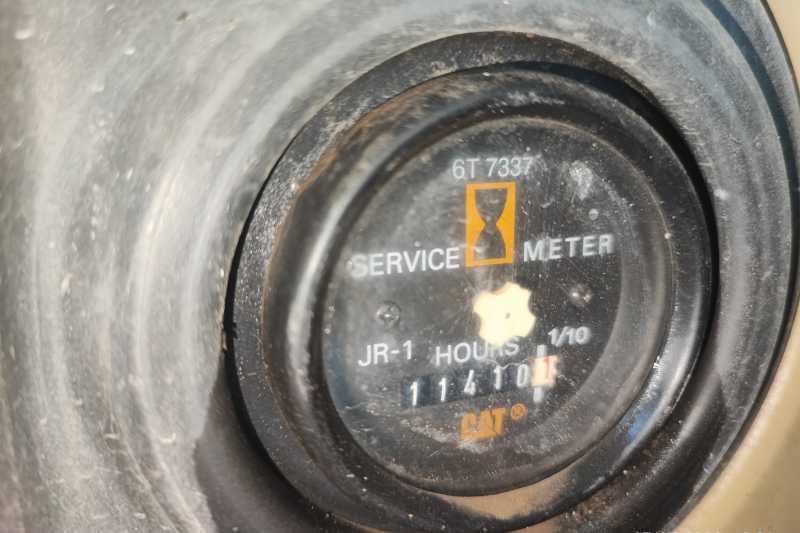 6T 7337
SERVICE METER
JR-1 HOURS 1/10
11410
CAT®